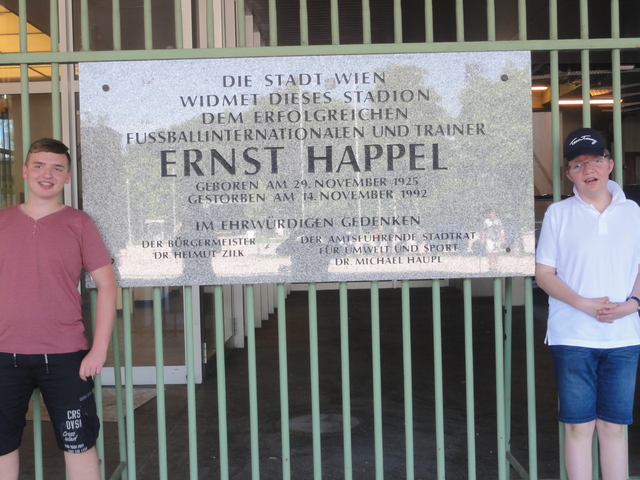 DIE STADT WIEN
WIDMET DIESES STADION
DEM ERFOLGREICHEN
FUSSBALLINTERNATIONALEN UND TRAINER
ERNST HAPPEL
GEBOREN AM 29. NOVEMBER 1925
GESTORBEN AM 14. NOVEMBER 1992
IM EHRWÜRDIGEN GEDENKEN
DER BÜRGERMEISTER
DR. HELMUT ZILK
DER AMTSFÜHRENDE STADTRAT
FÜR UMWELT UND SPORT
DR. MICHAEL HÄUPL
CRS